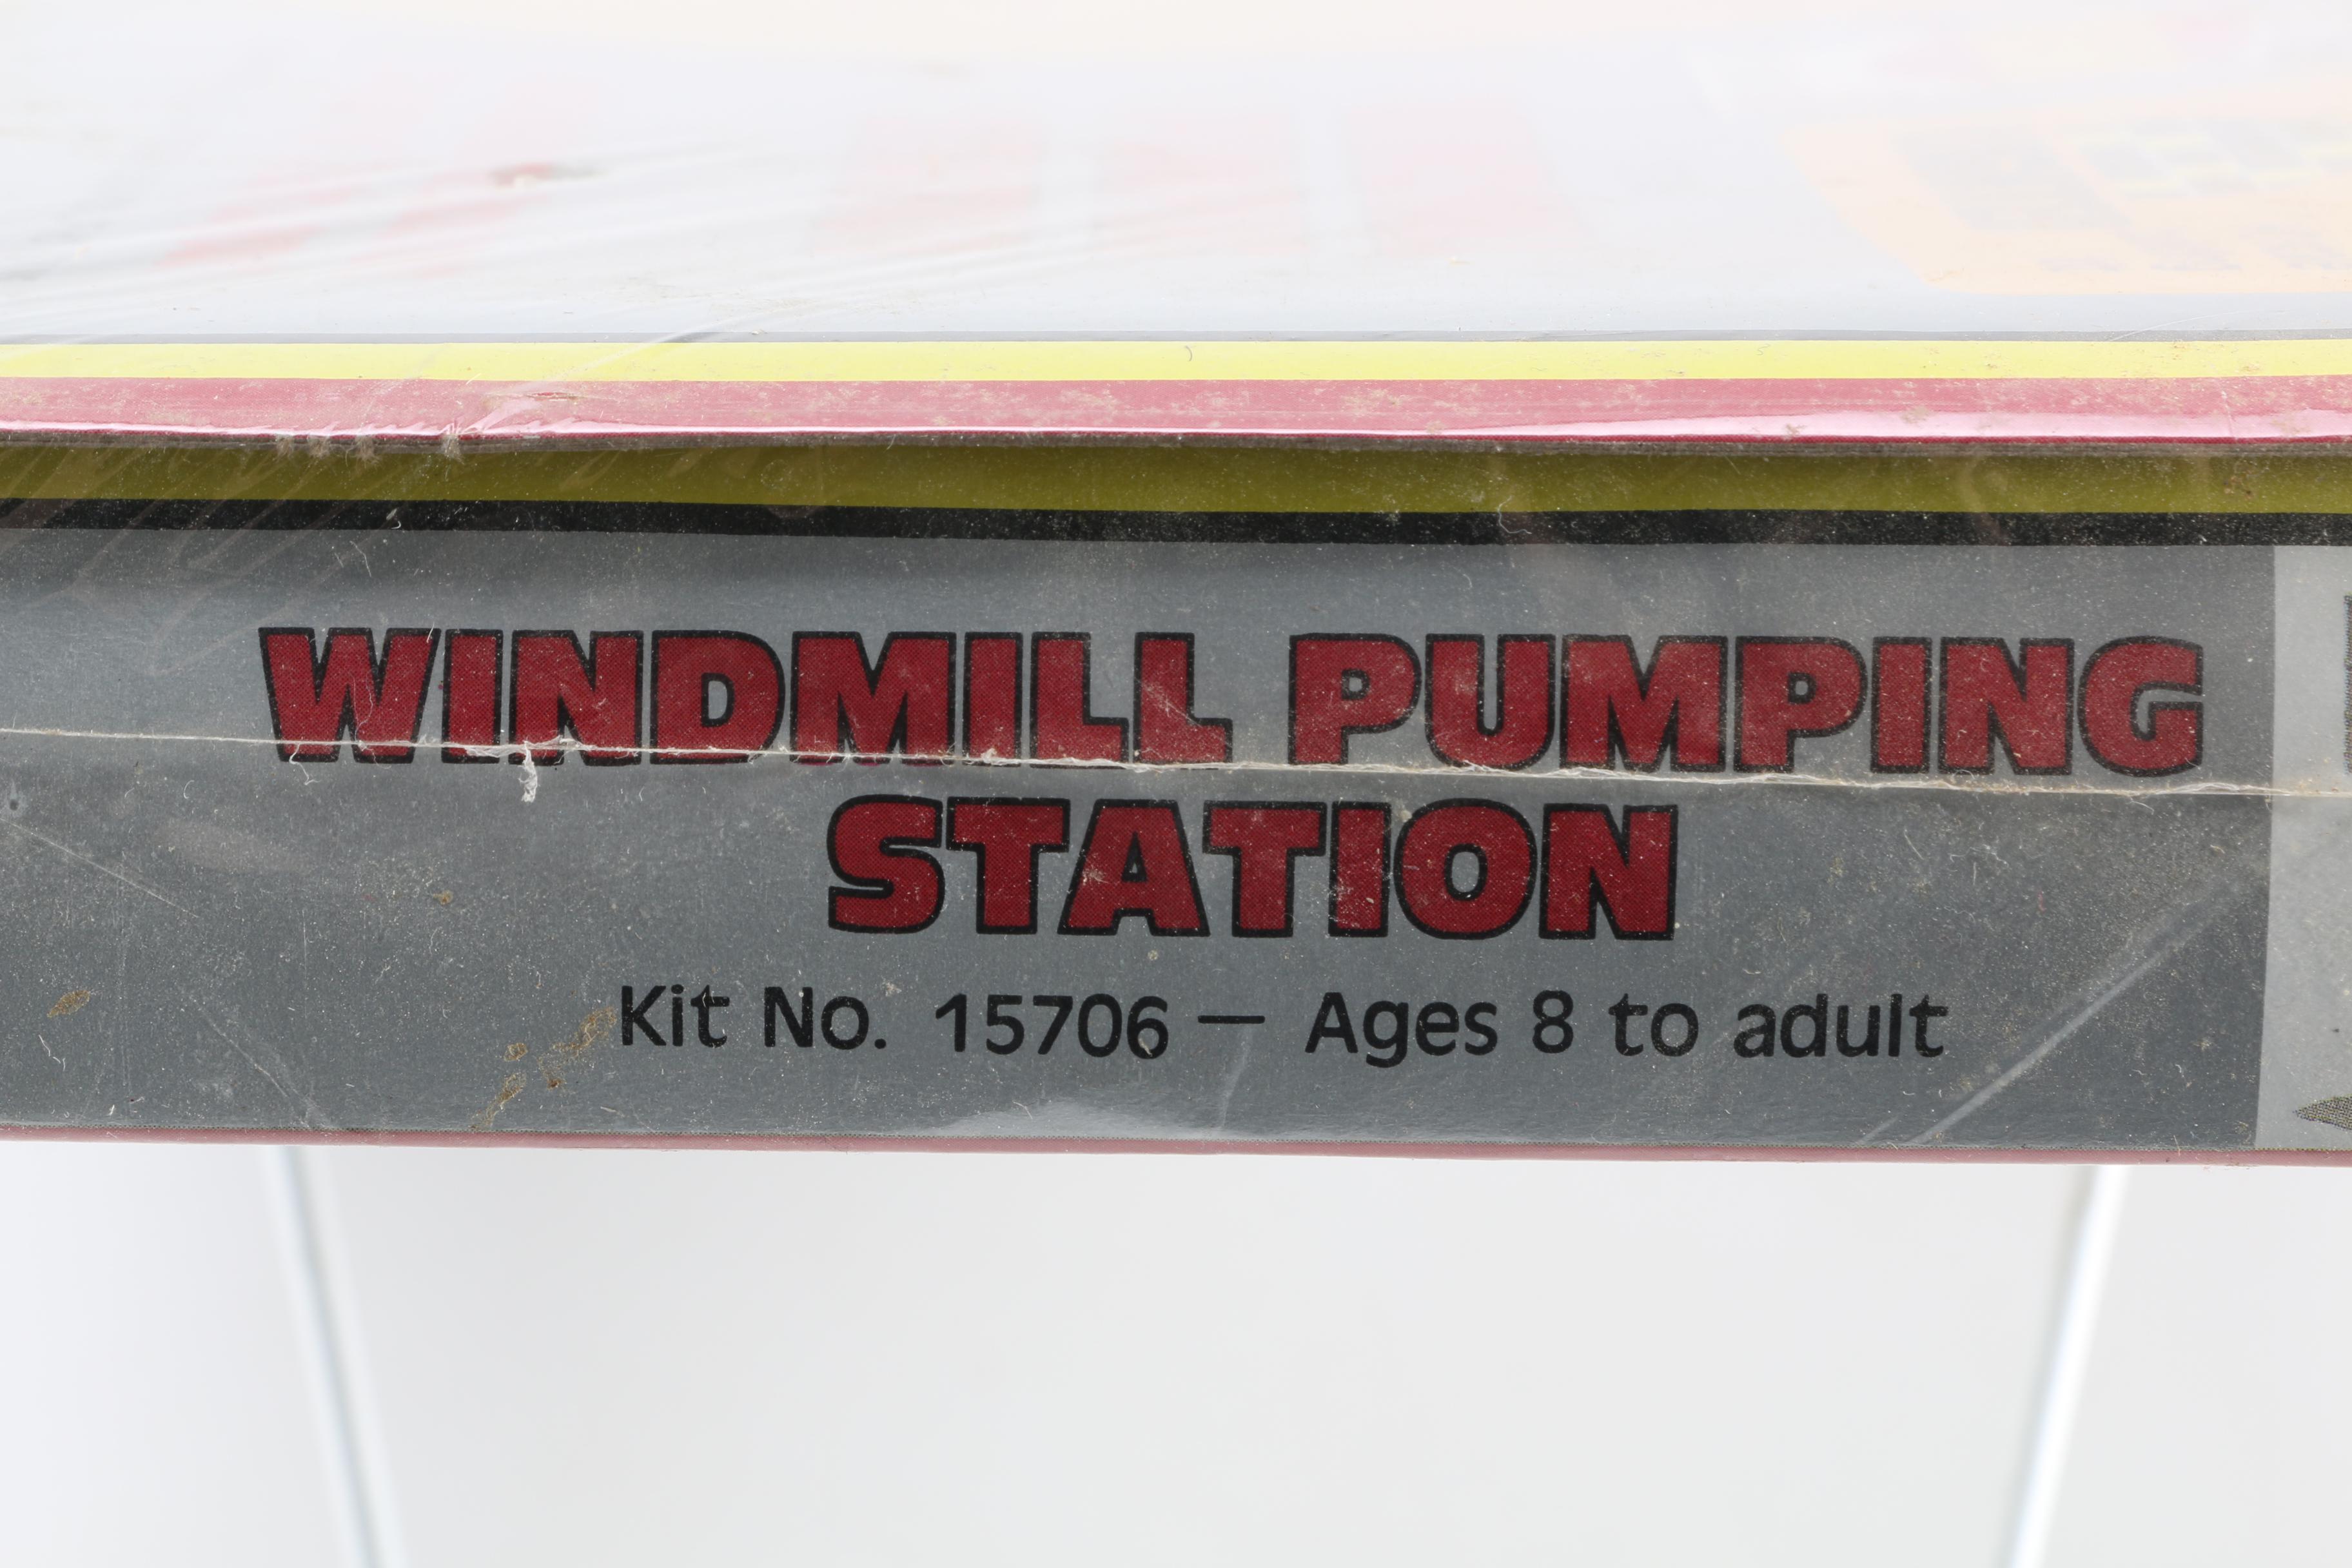 WINDMILL PUMPING
STATION
Kit No. 15706 — Ages 8 to adult